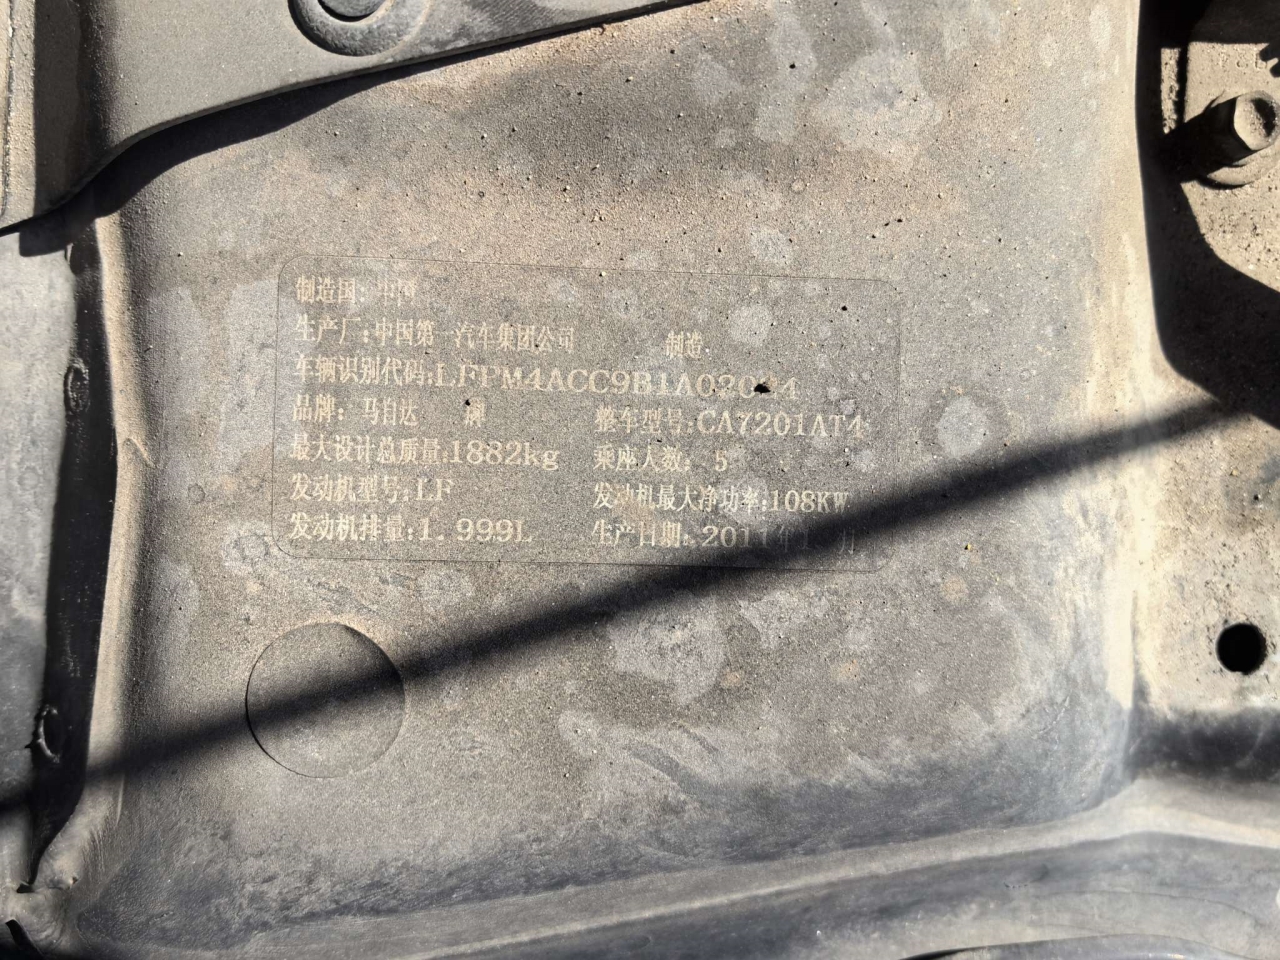 制造国：中国
生产厂：中国第一汽车集团公司 制造
车辆识别代码：
品牌： 马自达 牌 整车型号：CA7201AT4
最大设计总质量：1882kg 乘座人数： 5
发动机型号：LF 发动机最大净功率：108KW
发动机排量：1.999L 生产日期：